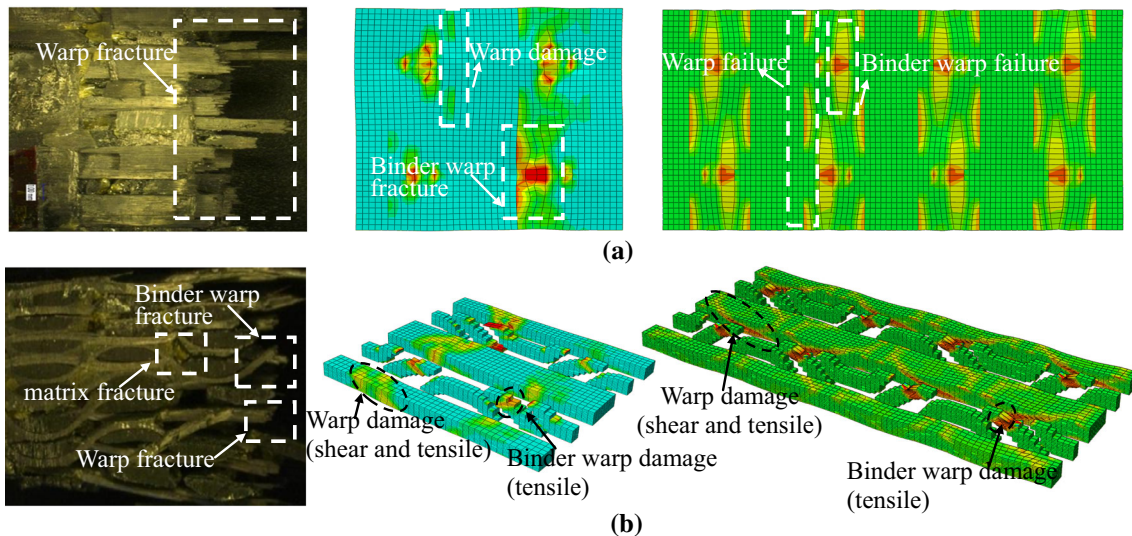 Warp fracture
Warp damage
Binder warp
fracture
Warp failure
Binder warp failure
(a)
Binder warp
fracture
matrix fracture
Warp fracture
Warp damage
(shear and tensile)
Binder warp damage
(tensile)
Warp damage
(shear and tensile)
Binder warp damage
(tensile)
(b)